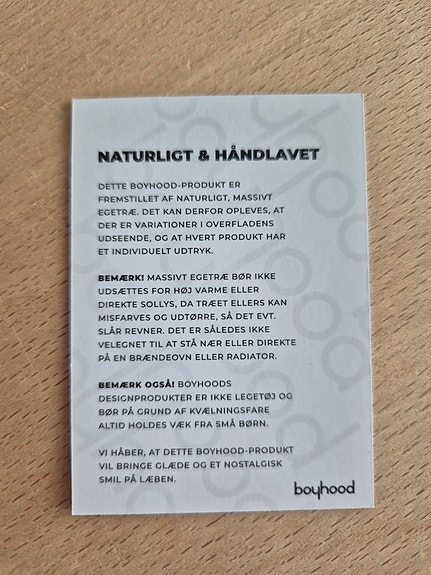 NATURLIGT & HÅNDLAVET
DETTE BOYHOOD-PRODUKT ER
FREMSTILLET AF NATURLIGT, MASSIVT
EGETRÆ. DET KAN DERFOR OPLEVES, AT
DER ER VARIATIONER I OVERFLADENS
UDSEENDE, OG AT HVERT PRODUKT HAR
ET INDIVIDUELT UDTRYK.
BEMÆRK! MASSIVT EGETRÆ BØR IKKE
UDSÆTTES FOR HØJ VARME ELLER
DIREKTE SOLLYS, DA TRÆET ELLERS KAN
MISFARVES OG UDTØRRE, SÅ DET EVT.
SLÅR REVNER. DET ER SÅLEDES IKKE
VELEGNET TIL AT STÅ NÆR ELLER DIREKTE
PÅ EN BRÆNDEOVN ELLER RADIATOR.
BEMÆRK OGSÅ! BOYHOODS
DESIGNPRODUKTER ER IKKE LEGETØJ OG
BØR PÅ GRUND AF KVÆLNINGSFARE
ALTID HOLDES VÆK FRA SMÅ BØRN.
VI HÅBER, AT DETTE BOYHOOD-PRODUKT
VIL BRINGE GLÆDE OG ET NOSTALGISK
SMIL PÅ LÆBEN.
boyhood